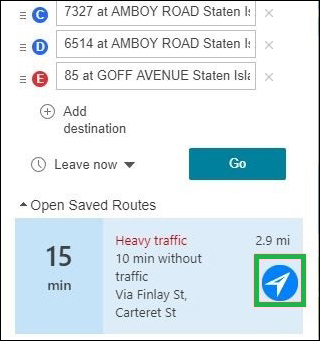 C 7327 at AMBOY ROAD Staten Is
D 6514 at AMBOY ROAD Staten Is
E 85 at GOFF AVENUE Staten Isla
Add
destination
Leave now
Go
Open Saved Routes
15
min
Heavy traffic
2.9 mi
10 min without
traffic
Via Finlay St,
Carteret St